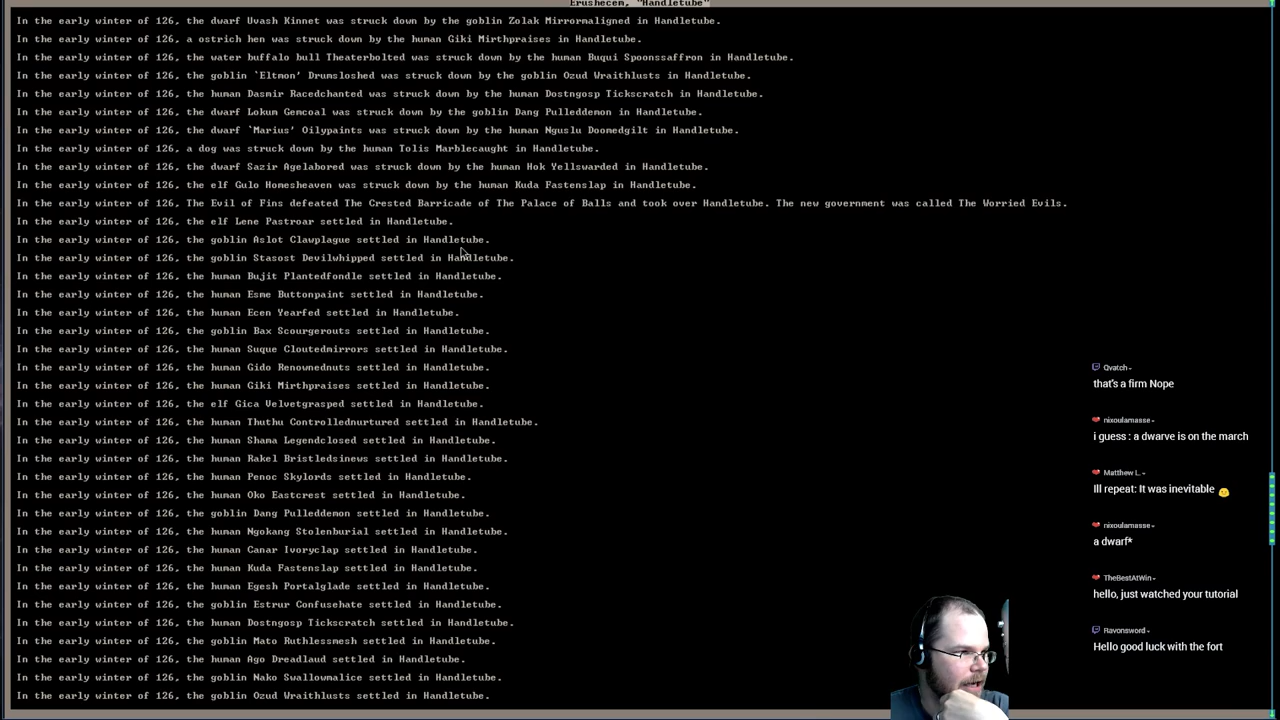 Erushecem, "Handletube"
In the early winter of 126, the dwarf Uvash Kinnet was struck down by the goblin Zolak Mirrormaligned in Handletube.
In the early winter of 126, a ostrich hen was struck down by the human Giki Mirthpraises in Handletube.
In the early winter of 126, the water buffalo bull Theaterbolted was struck down by the human Buqui Spoonssaffron in Handletube.
In the early winter of 126, the goblin `Eltmon' Drumsloshed was struck down by the goblin Ozud Wraithlusts in Handletube.
In the early winter of 126, the human Dasmir Racedchanted was struck down by the human Dostngosp Tickscratch in Handletube.
In the early winter of 126, the dwarf Lokum Gemcoal was struck down by the goblin Dang Pulleddemon in Handletube.
In the early winter of 126, the dwarf `Marius' Oilypaints was struck down by the human Nguslu Doomedgilt in Handletube.
In the early winter of 126, a dog was struck down by the human Tolis Marblecaught in Handletube.
In the early winter of 126, the dwarf Sazir Agelabored was struck down by the human Hok Yellswarded in Handletube.
In the early winter of 126, the elf Gulo Homesheaven was struck down by the human Kuda Fastenslap in Handletube.
In the early winter of 126, The Evil of Fins defeated The Crested Barricade of The Palace of Balls and took over Handletube. The new government was called The Worried Evils.
In the early winter of 126, the elf Lene Pastroar settled in Handletube.
In the early winter of 126, the goblin Aslot Clawplague settled in Handletube.
In the early winter of 126, the goblin Stasost Devilwhipped settled in Handletube.
In the early winter of 126, the human Bujit Plantedfondle settled in Handletube.
In the early winter of 126, the human Esme Buttonpaint settled in Handletube.
In the early winter of 126, the human Ecen Yearfed settled in Handletube.
In the early winter of 126, the goblin Bax Scourgerouts settled in Handletube.
In the early winter of 126, the human Suque Cloutedmirrors settled in Handletube.
In the early winter of 126, the human Gido Renownednuts settled in Handletube.
In the early winter of 126, the human Giki Mirthpraises settled in Handletube.
In the early winter of 126, the elf Gica Velvetgrasped settled in Handletube.
In the early winter of 126, the human Thuthu Controllednurtured settled in Handletube.
In the early winter of 126, the human Shama Legendclosed settled in Handletube.
In the early winter of 126, the human Rakel Bristledsinews settled in Handletube.
In the early winter of 126, the human Penoc Skylords settled in Handletube.
In the early winter of 126, the human Oko Eastcrest settled in Handletube.
In the early winter of 126, the goblin Dang Pulleddemon settled in Handletube.
In the early winter of 126, the human Ngokang Stolenburial settled in Handletube.
In the early winter of 126, the human Canar Ivoryclap settled in Handletube.
In the early winter of 126, the human Kuda Fastenslap settled in Handletube.
In the early winter of 126, the human Egesh Portalglade settled in Handletube.
In the early winter of 126, the goblin Estrur Confusehate settled in Handletube.
In the early winter of 126, the human Dostngosp Tickscratch settled in Handletube.
In the early winter of 126, the goblin Mato Ruthlessmesh settled in Handletube.
In the early winter of 126, the human Ago Dreadlaud settled in Handletube.
In the early winter of 126, the goblin Nako Swallowmalice settled in Handletube.
In the early winter of 126, the goblin Ozud Wraithlusts settled in Handletube.
Qvatch
that's a firm Nope
nixoulamasse
i guess : a dwarve is on the march
Matthew L.
Ill repeat: It was inevitable
nixoulamasse
a dwarf*
TheBestAtWin
hello, just watched your tutorial
Ravonsword
Hello good luck with the fort